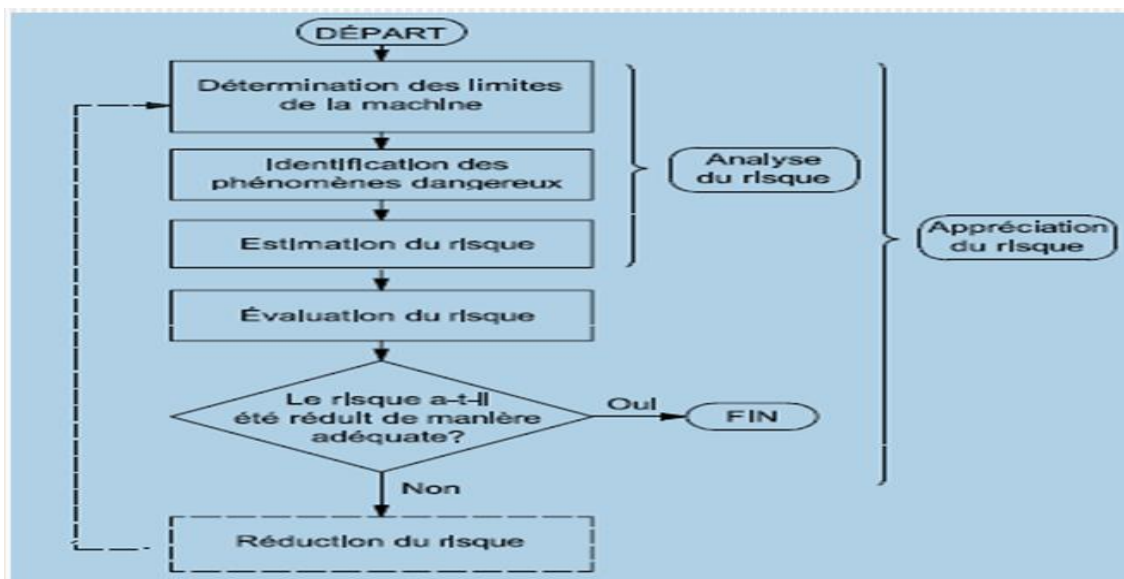 DÉPART
Détermination des limites
de la machine
Identification des
phénomènes dangereux
Estimation du risque
Analyse
du risque
Évaluation du risque
Appréciation
du risque
Le risque a-t-il
été réduit de manière
adéquate?
Oui
FIN
Non
Réduction du risque